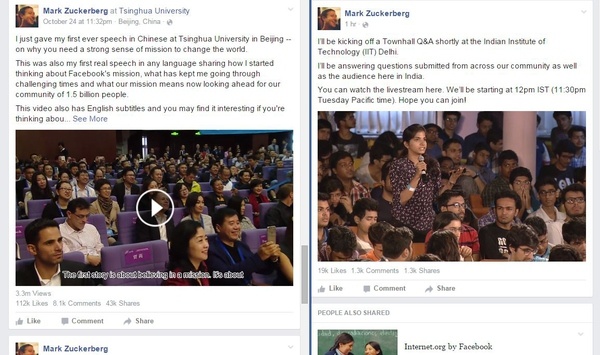 Mark Zuckerberg at Tsinghua University
October 24 at 11:32pm · Beijing, China ·
I just gave my first ever speech in Chinese at Tsinghua University in Beijing --
on why you need a strong sense of mission to change the world.
This was also my first real speech in any language sharing how I started
thinking about Facebook's mission, what has kept me going through
challenging times and what our mission means now looking ahead for our
community of 1.5 billion people.
This video also has English subtitles and you may find it interesting if you're
thinking abou... See More
The first story is about believing in a mission. It's about
3.3m Views
112k Likes 8.1k Comments 43k Shares
Like Comment Share
Mark Zuckerberg
Mark Zuckerberg
1 hr ·
I'll be kicking off a Townhall Q&A shortly at the Indian Institute of
Technology (IIT) Delhi.
I'll be answering questions submitted from across our community as well
as the audience here in India.
You can watch the livestream here. We'll be starting at 12pm IST (11:30pm
Tuesday Pacific time). Hope you can join!
19k Likes 1.3k Comments 1.3k Shares
Like Comment Share
PEOPLE ALSO SHARED
Internet.org by Facebook